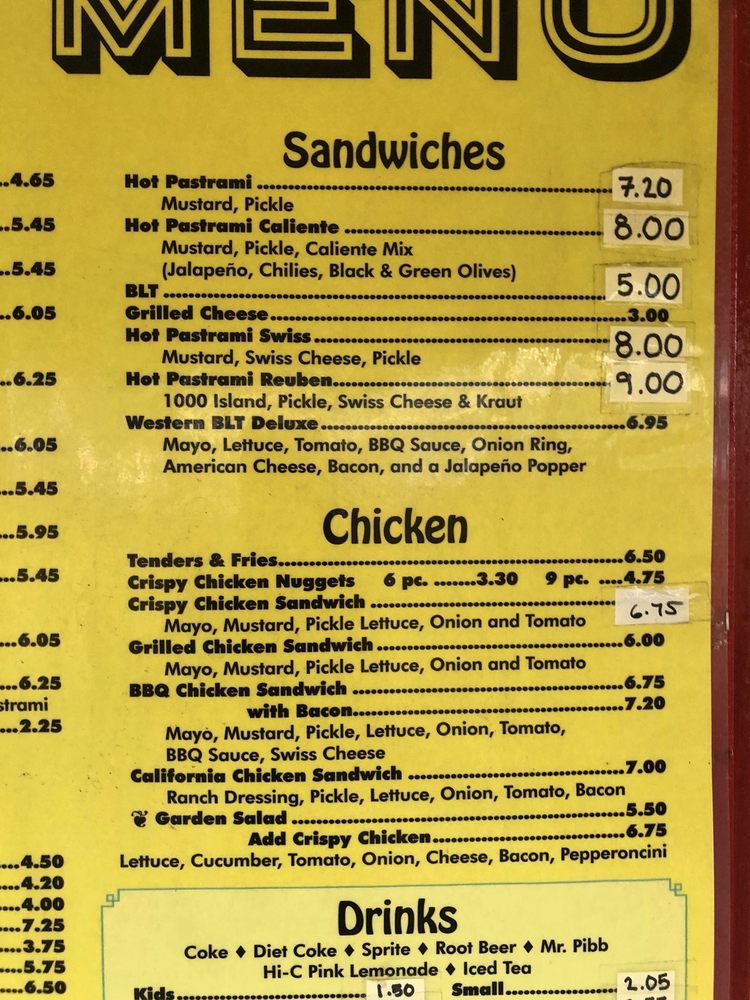 MENU
..4.65
...5.45
...5.45
...6.05
...6.25
...6.05
...5.45
...5.95
...5.45
...6.05
...6.25
strami
...2.25
....4.50
....4.20
....4.00
....7.25
....3.75
....5.75
....6.50
Sandwiches
Hot Pastrami ........ 7.20
Mustard, Pickle
Hot Pastrami Caliente ........ 8.00
Mustard, Pickle, Caliente Mix
(Jalapeño, Chilies, Black & Green Olives)
BLT ........ 5.00
Grilled Cheese........3.00
Hot Pastrami Swiss........ 8.00
Mustard, Swiss Cheese, Pickle
Hot Pastrami Reuben........ 9.00
1000 Island, Pickle, Swiss Cheese & Kraut
Western BLT Deluxe........6.95
Mayo, Lettuce, Tomato, BBQ Sauce, Onion Ring,
American Cheese, Bacon, and a Jalapeño Popper
Chicken
Tenders & Fries........6.50
Crispy Chicken Nuggets 6 pc. ........3.30 9 pc. ....4.75
Crispy Chicken Sandwich ........ 6.75
Mayo, Mustard, Pickle Lettuce, Onion and Tomato
Grilled Chicken Sandwich........6.00
Mayo, Mustard, Pickle Lettuce, Onion and Tomato
BBQ Chicken Sandwich ........6.75
with Bacon........7.20
Mayo, Mustard, Pickle, Lettuce, Onion, Tomato,
BBQ Sauce, Swiss Cheese
California Chicken Sandwich ........7.00
Ranch Dressing, Pickle, Lettuce, Onion, Tomato, Bacon
Garden Salad ........5.50
Add Crispy Chicken........6.75
Lettuce, Cucumber, Tomato, Onion, Cheese, Bacon, Pepperoncini
Drinks
Coke ♦ Diet Coke ♦ Sprite ♦ Root Beer ♦ Mr. Pibb
Hi-C Pink Lemonade ♦ Iced Tea
Kids........ 1.50 Small........ 2.05